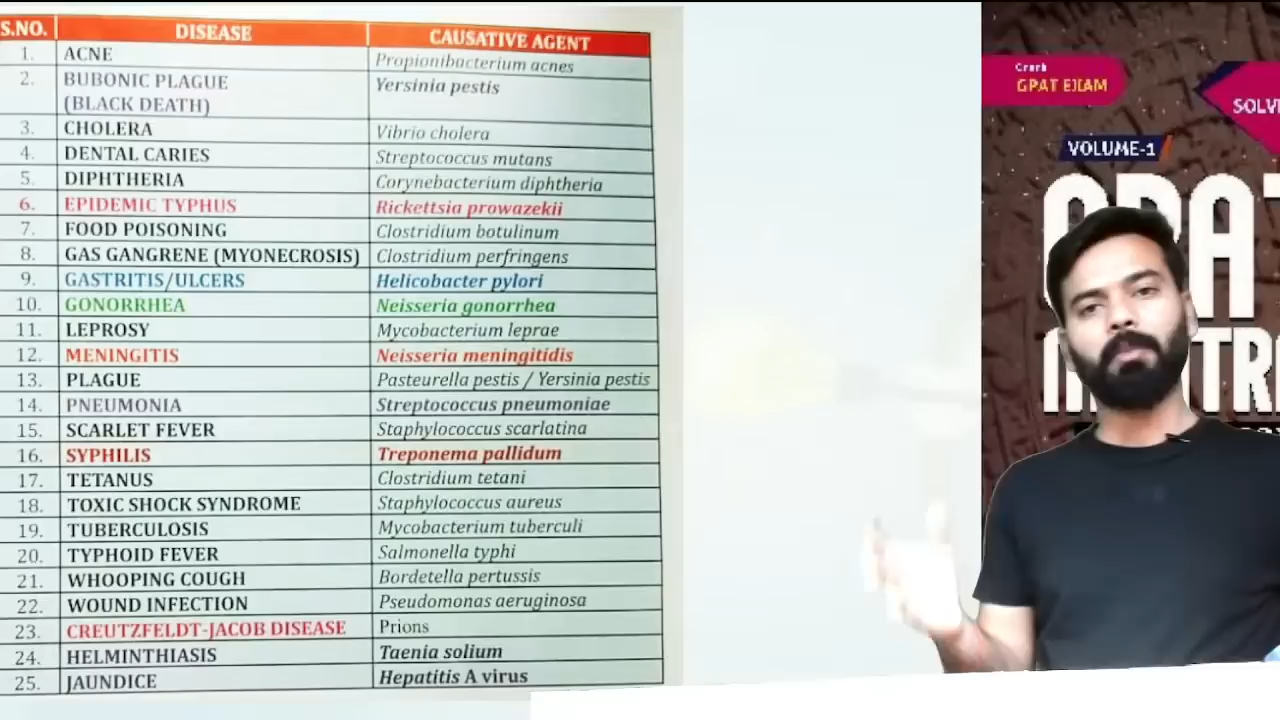 S.NO. DISEASE CAUSATIVE AGENT
1. ACNE Propionibacterium acnes
2. BUBONIC PLAGUE Yersinia pestis
(BLACK DEATH)
3. CHOLERA Vibrio cholera
4. DENTAL CARIES Streptococcus mutans
5. DIPHTHERIA Corynebacterium diphtheria
6. EPIDEMIC TYPHUS Rickettsia prowazekii
7. FOOD POISONING Clostridium botulinum
8. GAS GANGRENE (MYONECROSIS) Clostridium perfringens
9. GASTRITIS/ULCERS Helicobacter pylori
10. GONORRHEA Neisseria gonorrhea
11. LEPROSY Mycobacterium leprae
12. MENINGITIS Neisseria meningitidis
13. PLAGUE Pasteurella pestis / Yersinia pestis
14. PNEUMONIA Streptococcus pneumoniae
15. SCARLET FEVER Staphylococcus scarlatina
16. SYPHILIS Treponema pallidum
17. TETANUS Clostridium tetani
18. TOXIC SHOCK SYNDROME Staphylococcus aureus
19. TUBERCULOSIS Mycobacterium tuberculi
20. TYPHOID FEVER Salmonella typhi
21. WHOOPING COUGH Bordetella pertussis
22. WOUND INFECTION Pseudomonas aeruginosa
23. CREUTZFELDT-JACOB DISEASE Prions
24. HELMINTHIASIS Taenia solium
25. JAUNDICE Hepatitis A virus
Crack
GPAT EXAM
SOLV
VOLUME-1